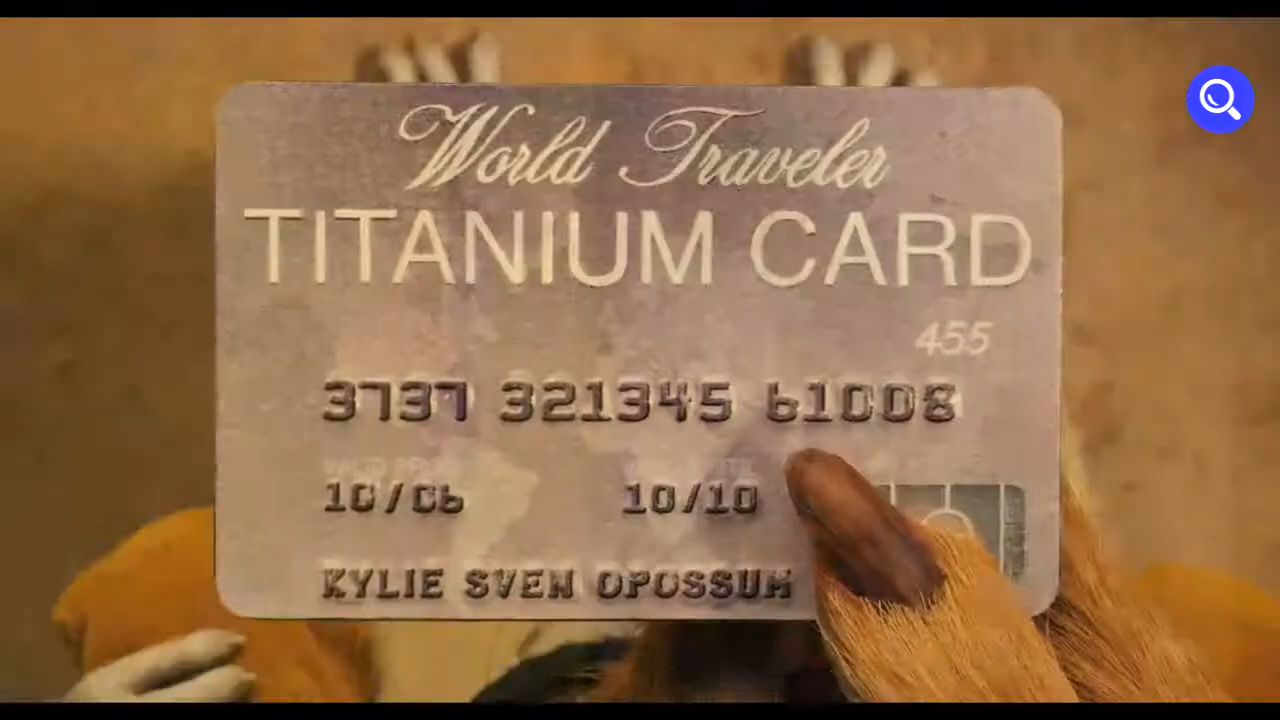 World Traveler
TITANIUM CARD
455
3737 321345 61008
10/06 10/10
KYLIE SVEN OPOSSUM